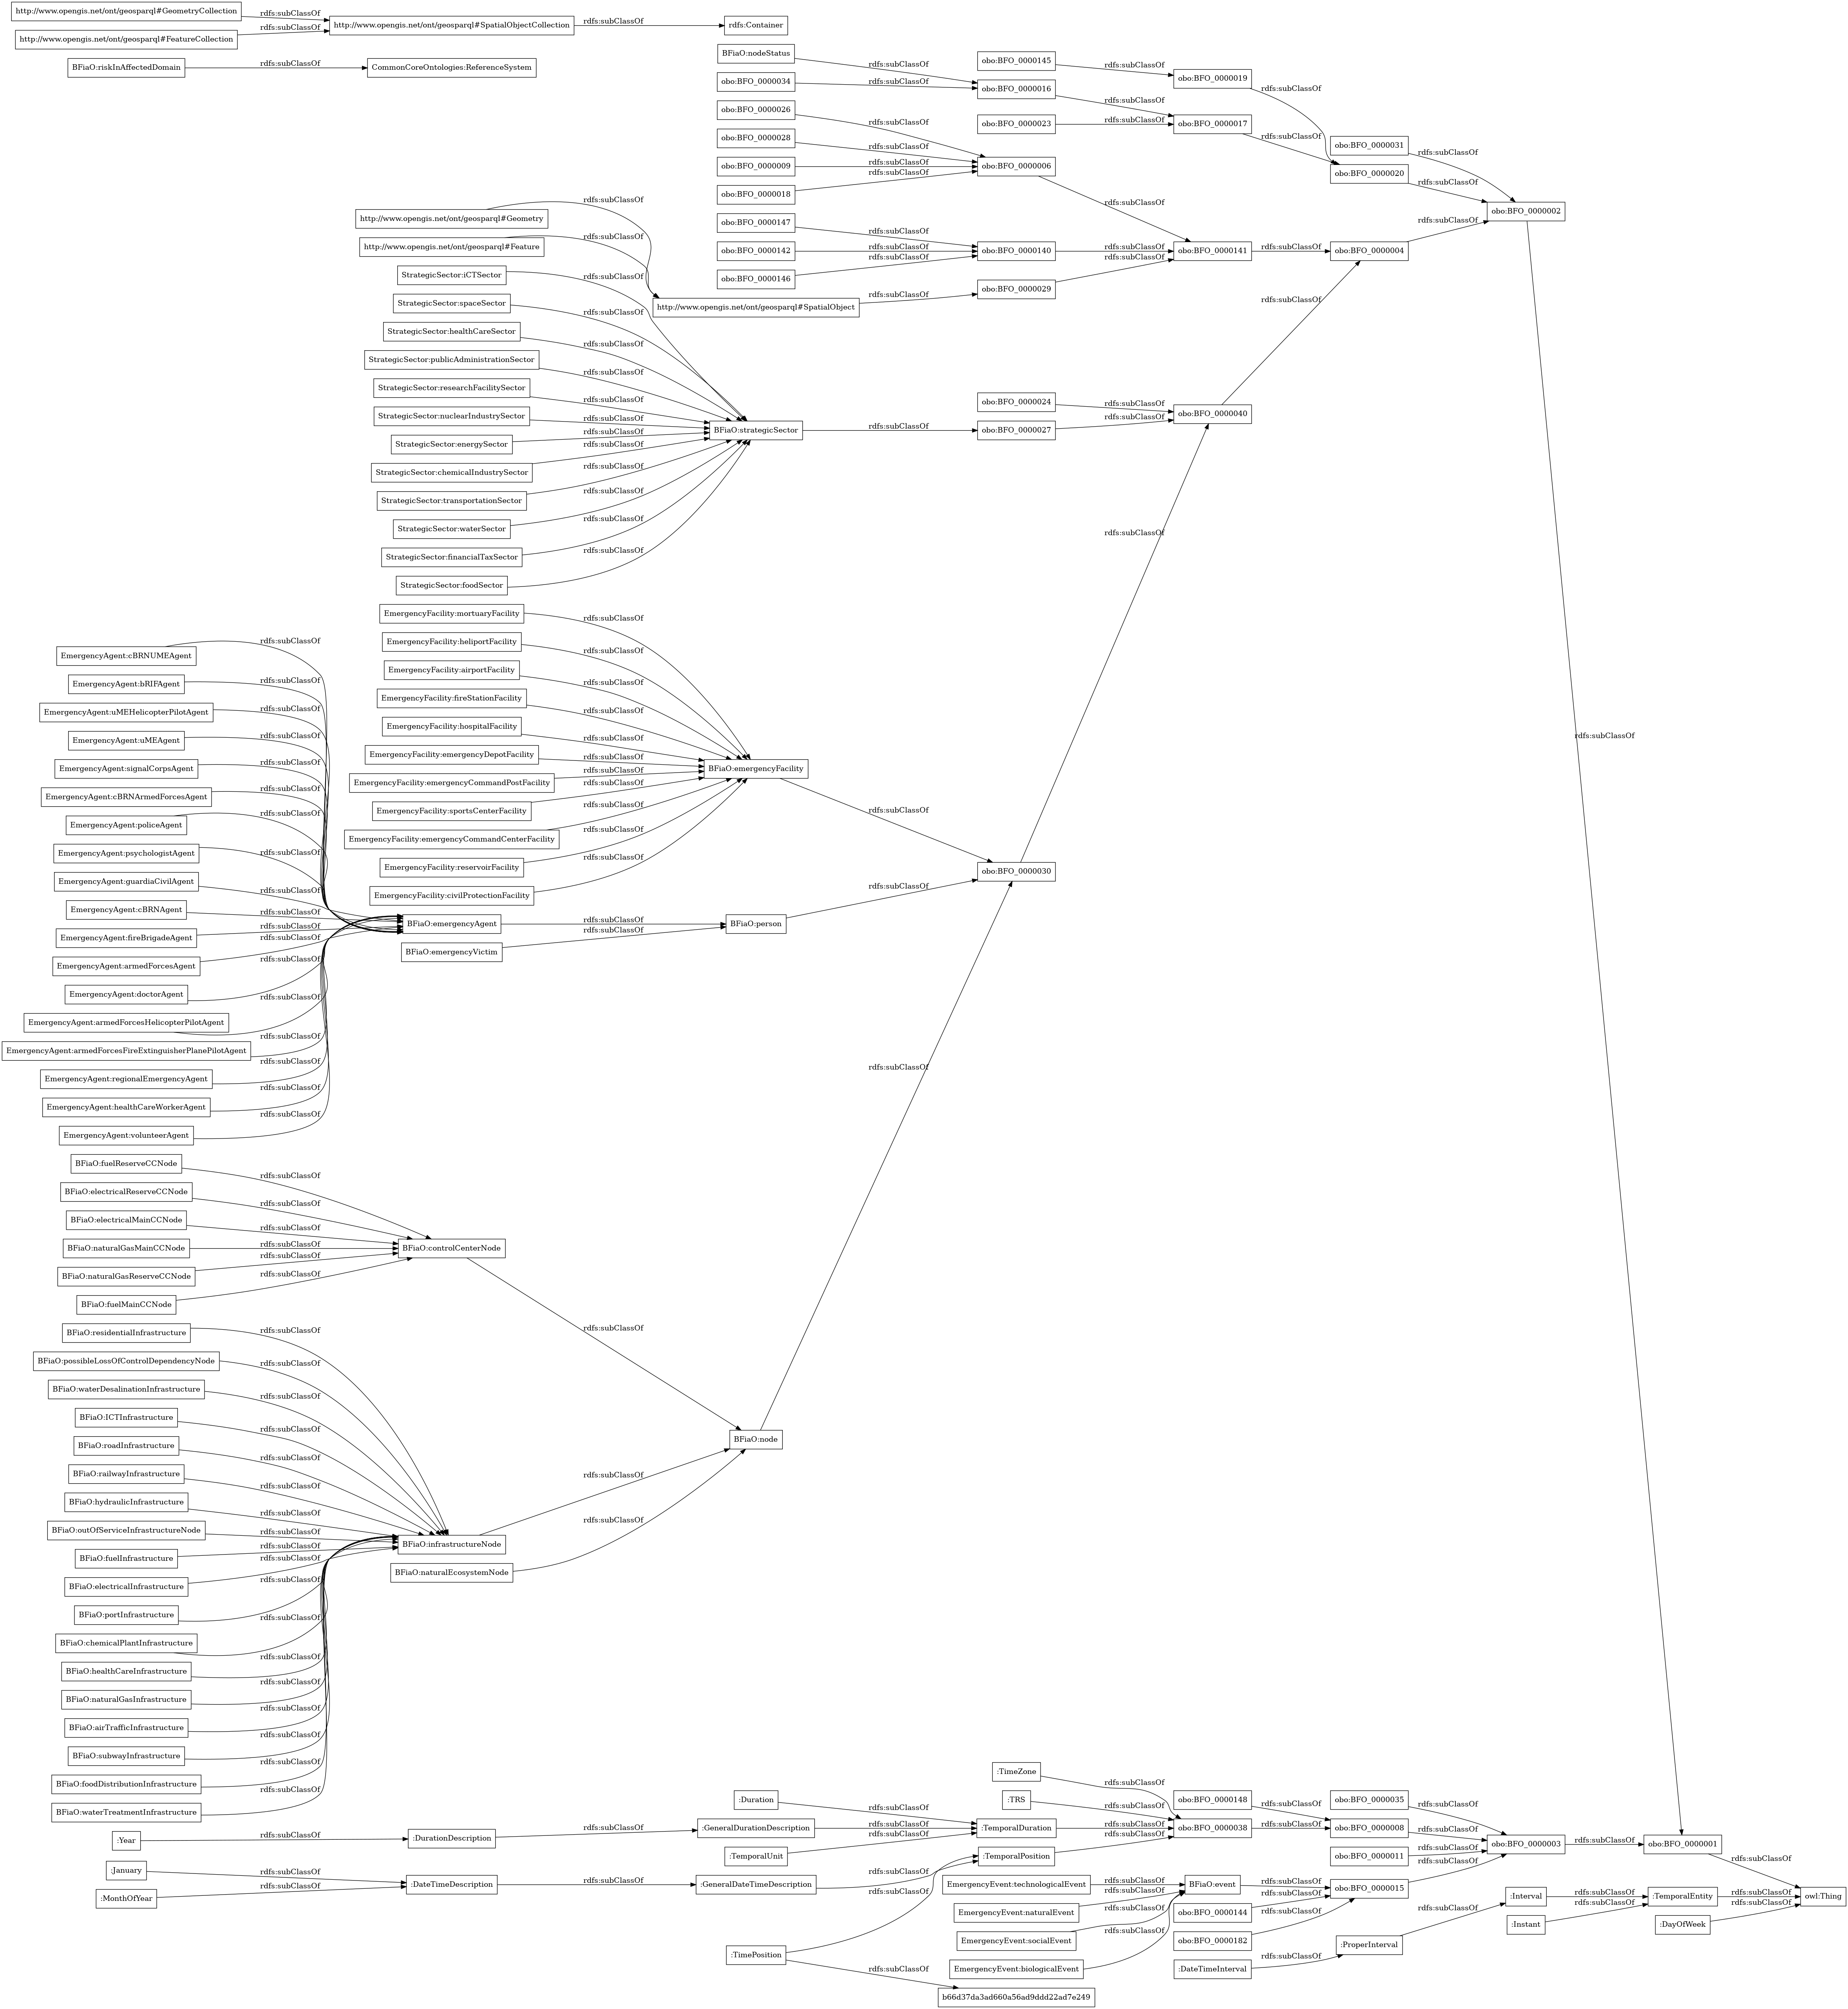 http://www.opengis.net/ont/geosparql#GeometryCollection
rdfs:subClassOf
http://www.opengis.net/ont/geosparql#FeatureCollection
rdfs:subClassOf
http://www.opengis.net/ont/geosparql#SpatialObjectCollection
rdfs:subClassOf
rdfs:Container
BFiaO:riskInAffectedDomain
rdfs:subClassOf
CommonCoreOntologies:ReferenceSystem
BFiaO:nodeStatus
rdfs:subClassOf
obo:BFO_0000034
rdfs:subClassOf
obo:BFO_0000026
rdfs:subClassOf
obo:BFO_0000028
rdfs:subClassOf
obo:BFO_0000009
rdfs:subClassOf
obo:BFO_0000018
rdfs:subClassOf
obo:BFO_0000147
rdfs:subClassOf
obo:BFO_0000142
rdfs:subClassOf
obo:BFO_0000146
rdfs:subClassOf
obo:BFO_0000145
rdfs:subClassOf
obo:BFO_0000016
rdfs:subClassOf
obo:BFO_0000023
rdfs:subClassOf
obo:BFO_0000006
rdfs:subClassOf
obo:BFO_0000140
rdfs:subClassOf
obo:BFO_0000029
rdfs:subClassOf
obo:BFO_0000019
rdfs:subClassOf
obo:BFO_0000017
rdfs:subClassOf
obo:BFO_0000141
rdfs:subClassOf
obo:BFO_0000031
rdfs:subClassOf
obo:BFO_0000020
rdfs:subClassOf
obo:BFO_0000004
rdfs:subClassOf
obo:BFO_0000002
rdfs:subClassOf
http://www.opengis.net/ont/geosparql#Geometry
rdfs:subClassOf
http://www.opengis.net/ont/geosparql#Feature
rdfs:subClassOf
http://www.opengis.net/ont/geosparql#SpatialObject
rdfs:subClassOf
StrategicSector:iCTSector
rdfs:subClassOf
StrategicSector:spaceSector
rdfs:subClassOf
StrategicSector:healthCareSector
rdfs:subClassOf
StrategicSector:publicAdministrationSector
rdfs:subClassOf
StrategicSector:researchFacilitySector
rdfs:subClassOf
StrategicSector:nuclearIndustrySector
rdfs:subClassOf
StrategicSector:energySector
rdfs:subClassOf
StrategicSector:chemicalIndustrySector
rdfs:subClassOf
StrategicSector:transportationSector
rdfs:subClassOf
StrategicSector:waterSector
rdfs:subClassOf
StrategicSector:financialTaxSector
rdfs:subClassOf
StrategicSector:foodSector
rdfs:subClassOf
BFiaO:strategicSector
rdfs:subClassOf
obo:BFO_0000024
rdfs:subClassOf
obo:BFO_0000027
rdfs:subClassOf
obo:BFO_0000040
rdfs:subClassOf
EmergencyFacility:mortuaryFacility
rdfs:subClassOf
EmergencyFacility:heliportFacility
rdfs:subClassOf
EmergencyFacility:airportFacility
rdfs:subClassOf
EmergencyFacility:fireStationFacility
rdfs:subClassOf
EmergencyFacility:hospitalFacility
rdfs:subClassOf
EmergencyFacility:emergencyDepotFacility
rdfs:subClassOf
EmergencyFacility:emergencyCommandPostFacility
rdfs:subClassOf
EmergencyFacility:sportsCenterFacility
rdfs:subClassOf
EmergencyFacility:emergencyCommandCenterFacility
rdfs:subClassOf
EmergencyFacility:reservoirFacility
rdfs:subClassOf
EmergencyFacility:civilProtectionFacility
rdfs:subClassOf
BFiaO:emergencyFacility
rdfs:subClassOf
obo:BFO_0000030
rdfs:subClassOf
EmergencyAgent:cBRNUMEAgent
rdfs:subClassOf
EmergencyAgent:bRIFAgent
rdfs:subClassOf
EmergencyAgent:uMEHelicopterPilotAgent
rdfs:subClassOf
EmergencyAgent:uMEAgent
rdfs:subClassOf
EmergencyAgent:signalCorpsAgent
rdfs:subClassOf
EmergencyAgent:cBRNArmedForcesAgent
rdfs:subClassOf
EmergencyAgent:policeAgent
rdfs:subClassOf
EmergencyAgent:psychologistAgent
rdfs:subClassOf
EmergencyAgent:guardiaCivilAgent
rdfs:subClassOf
EmergencyAgent:cBRNAgent
rdfs:subClassOf
EmergencyAgent:fireBrigadeAgent
rdfs:subClassOf
EmergencyAgent:armedForcesAgent
rdfs:subClassOf
EmergencyAgent:doctorAgent
rdfs:subClassOf
EmergencyAgent:armedForcesHelicopterPilotAgent
rdfs:subClassOf
EmergencyAgent:armedForcesFireExtinguisherPlanePilotAgent
rdfs:subClassOf
EmergencyAgent:regionalEmergencyAgent
rdfs:subClassOf
EmergencyAgent:healthCareWorkerAgent
rdfs:subClassOf
EmergencyAgent:volunteerAgent
rdfs:subClassOf
BFiaO:emergencyAgent
rdfs:subClassOf
BFiaO:emergencyVictim
rdfs:subClassOf
BFiaO:person
rdfs:subClassOf
BFiaO:fuelReserveCCNode
rdfs:subClassOf
BFiaO:electricalReserveCCNode
rdfs:subClassOf
BFiaO:electricalMainCCNode
rdfs:subClassOf
BFiaO:naturalGasMainCCNode
rdfs:subClassOf
BFiaO:naturalGasReserveCCNode
rdfs:subClassOf
BFiaO:fuelMainCCNode
rdfs:subClassOf
BFiaO:controlCenterNode
rdfs:subClassOf
BFiaO:residentialInfrastructure
rdfs:subClassOf
BFiaO:possibleLossOfControlDependencyNode
rdfs:subClassOf
BFiaO:waterDesalinationInfrastructure
rdfs:subClassOf
BFiaO:ICTInfrastructure
rdfs:subClassOf
BFiaO:roadInfrastructure
rdfs:subClassOf
BFiaO:railwayInfrastructure
rdfs:subClassOf
BFiaO:hydraulicInfrastructure
rdfs:subClassOf
BFiaO:outOfServiceInfrastructureNode
rdfs:subClassOf
BFiaO:fuelInfrastructure
rdfs:subClassOf
BFiaO:electricalInfrastructure
rdfs:subClassOf
BFiaO:portInfrastructure
rdfs:subClassOf
BFiaO:chemicalPlantInfrastructure
rdfs:subClassOf
BFiaO:healthCareInfrastructure
rdfs:subClassOf
BFiaO:naturalGasInfrastructure
rdfs:subClassOf
BFiaO:airTrafficInfrastructure
rdfs:subClassOf
BFiaO:subwayInfrastructure
rdfs:subClassOf
BFiaO:foodDistributionInfrastructure
rdfs:subClassOf
BFiaO:waterTreatmentInfrastructure
rdfs:subClassOf
BFiaO:infrastructureNode
rdfs:subClassOf
BFiaO:naturalEcosystemNode
rdfs:subClassOf
BFiaO:node
rdfs:subClassOf
:Year
rdfs:subClassOf
:DurationDescription
rdfs:subClassOf
:January
rdfs:subClassOf
:MonthOfYear
rdfs:subClassOf
:DateTimeDescription
rdfs:subClassOf
:Duration
rdfs:subClassOf
:GeneralDurationDescription
rdfs:subClassOf
:TemporalUnit
rdfs:subClassOf
:GeneralDateTimeDescription
rdfs:subClassOf
:TimePosition
rdfs:subClassOf
rdfs:subClassOf
b66d37da3ad660a56ad9ddd22ad7e249
:TimeZone
rdfs:subClassOf
:TRS
rdfs:subClassOf
:TemporalDuration
rdfs:subClassOf
:TemporalPosition
rdfs:subClassOf
EmergencyEvent:technologicalEvent
rdfs:subClassOf
EmergencyEvent:naturalEvent
rdfs:subClassOf
EmergencyEvent:socialEvent
rdfs:subClassOf
EmergencyEvent:biologicalEvent
rdfs:subClassOf
obo:BFO_0000148
rdfs:subClassOf
obo:BFO_0000038
rdfs:subClassOf
BFiaO:event
rdfs:subClassOf
obo:BFO_0000144
rdfs:subClassOf
obo:BFO_0000182
rdfs:subClassOf
:DateTimeInterval
rdfs:subClassOf
obo:BFO_0000035
rdfs:subClassOf
obo:BFO_0000008
rdfs:subClassOf
obo:BFO_0000011
rdfs:subClassOf
obo:BFO_0000015
rdfs:subClassOf
:ProperInterval
rdfs:subClassOf
obo:BFO_0000003
rdfs:subClassOf
:Interval
rdfs:subClassOf
:Instant
rdfs:subClassOf
obo:BFO_0000001
rdfs:subClassOf
:TemporalEntity
rdfs:subClassOf
:DayOfWeek
rdfs:subClassOf
owl:Thing